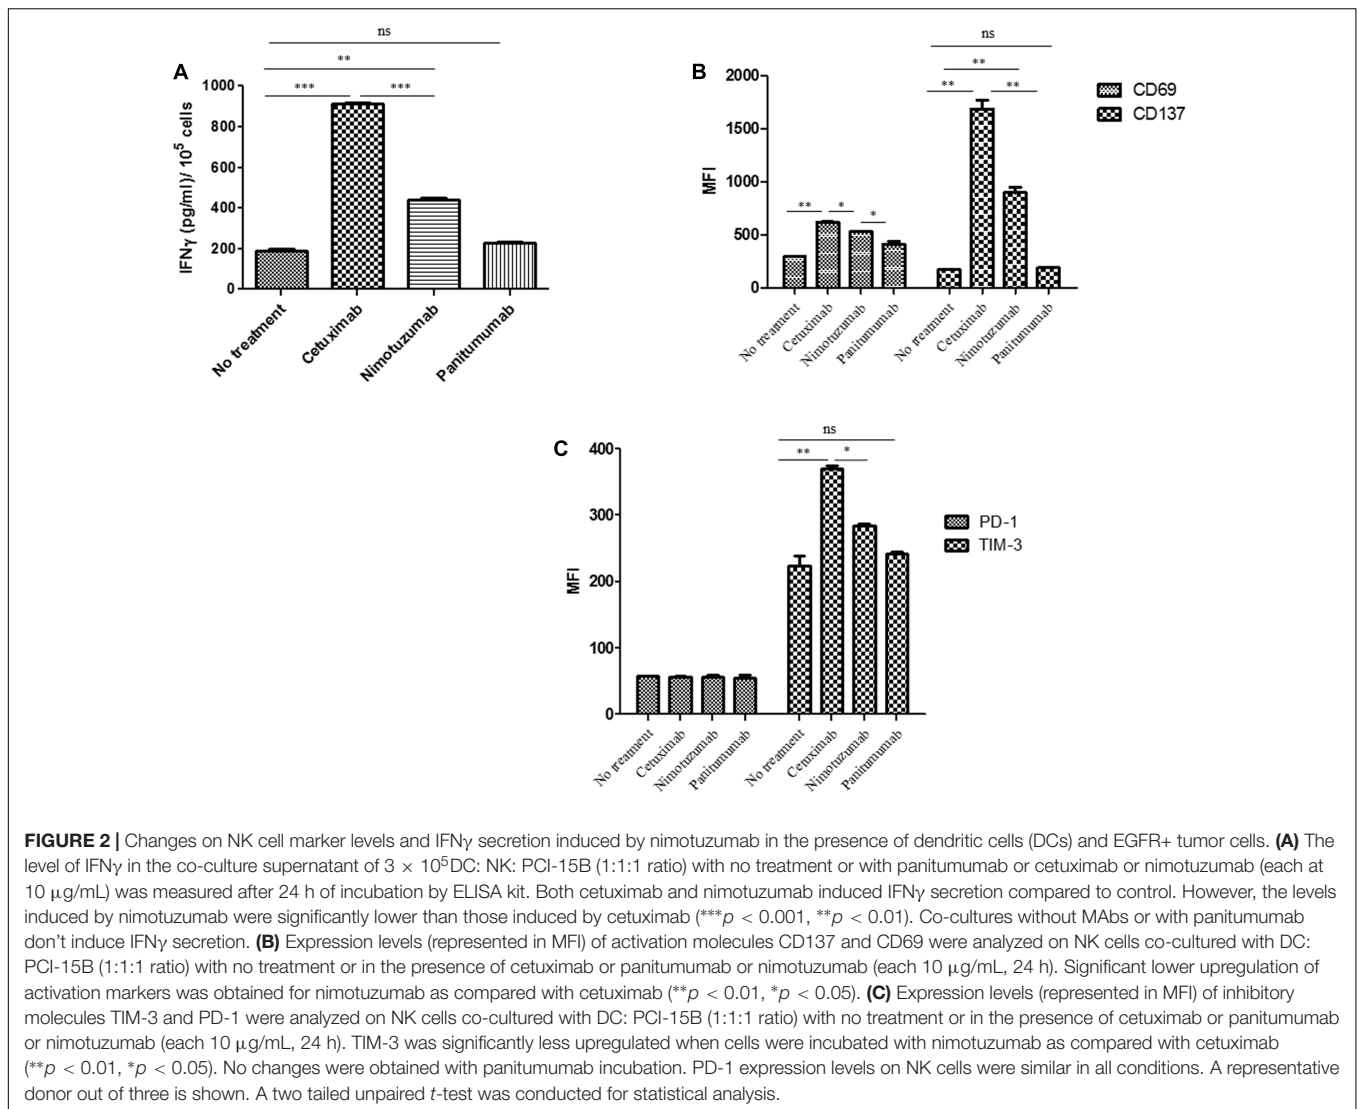 A
ns
**
***
***
IFNγ (pg/ml)/ 10⁵ cells
1000
800
600
400
200
0
No treatment
Cetuximab
Nimotuzumab
Panitumumab
B
ns
**
**
**
**
*
*
MFI
2000
1500
1000
500
0
No treatment
Cetuximab
Nimotuzumab
Panitumumab
No treatment
Cetuximab
Nimotuzumab
Panitumumab
CD69
CD137
C
ns
**
*
MFI
400
300
200
100
0
No treatment
Cetuximab
Nimotuzumab
Panitumumab
No treatment
Cetuximab
Nimotuzumab
Panitumumab
PD-1
TIM-3
FIGURE 2 | Changes on NK cell marker levels and IFNγ secretion induced by nimotuzumab in the presence of dendritic cells (DCs) and EGFR+ tumor cells. (A) The
level of IFNγ in the co-culture supernatant of 3 × 10⁵DC: NK: PCI-15B (1:1:1 ratio) with no treatment or with panitumumab or cetuximab or nimotuzumab (each at
10 μg/mL) was measured after 24 h of incubation by ELISA kit. Both cetuximab and nimotuzumab induced IFNγ secretion compared to control. However, the levels
induced by nimotuzumab were significantly lower than those induced by cetuximab (***p < 0.001, **p < 0.01). Co-cultures without MAbs or with panitumumab
don't induce IFNγ secretion. (B) Expression levels (represented in MFI) of activation molecules CD137 and CD69 were analyzed on NK cells co-cultured with DC:
PCI-15B (1:1:1 ratio) with no treatment or in the presence of cetuximab or panitumumab or nimotuzumab (each 10 μg/mL, 24 h). Significant lower upregulation of
activation markers was obtained for nimotuzumab as compared with cetuximab (**p < 0.01, *p < 0.05). (C) Expression levels (represented in MFI) of inhibitory
molecules TIM-3 and PD-1 were analyzed on NK cells co-cultured with DC: PCI-15B (1:1:1 ratio) with no treatment or in the presence of cetuximab or panitumumab
or nimotuzumab (each 10 μg/mL, 24 h). TIM-3 was significantly less upregulated when cells were incubated with nimotuzumab as compared with cetuximab
(**p < 0.01, *p < 0.05). No changes were obtained with panitumumab incubation. PD-1 expression levels on NK cells were similar in all conditions. A representative
donor out of three is shown. A two tailed unpaired t-test was conducted for statistical analysis.